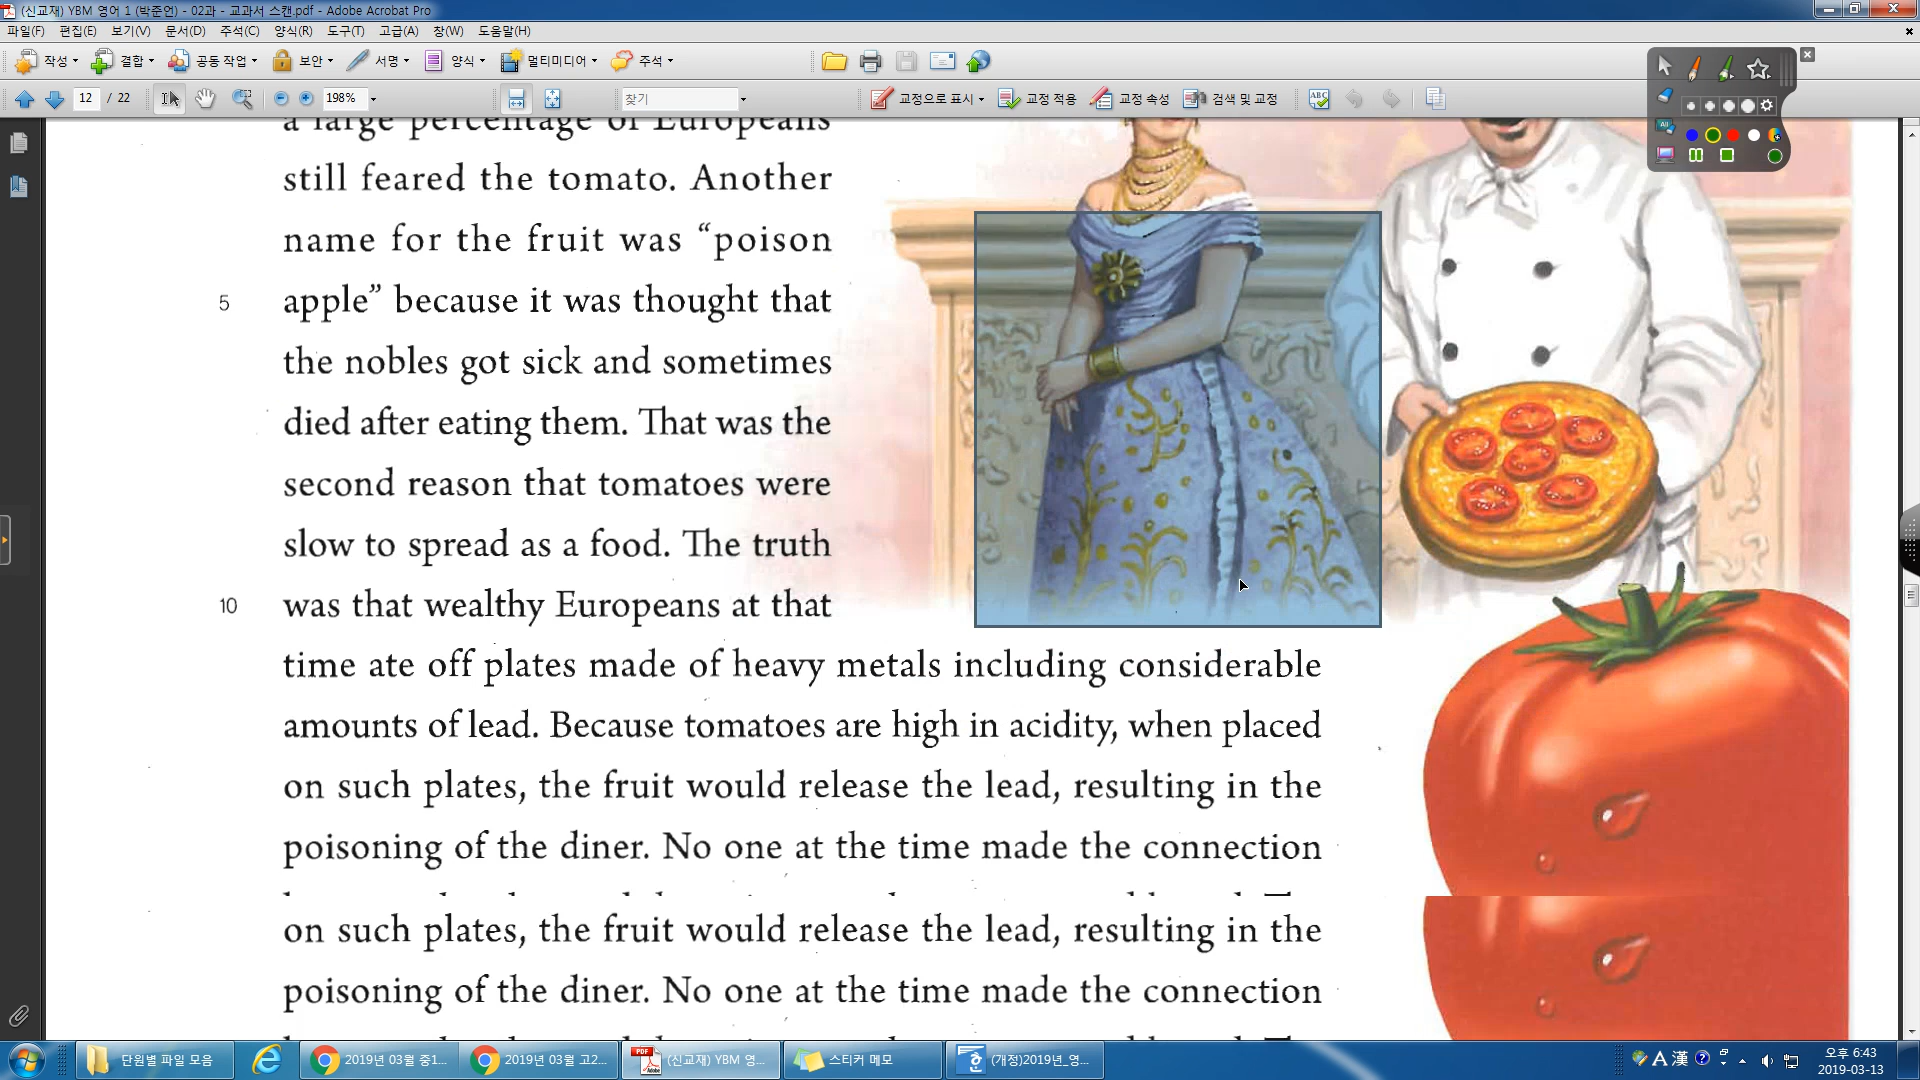 (신교재) YBM 영어 1 (박준언) - 02과 - 교과서 스캔.pdf - Adobe Acrobat Pro
파일(F) 편집(E) 보기(V) 문서(D) 주석(C) 양식(R) 도구(T) 고급(A) 창(W) 도움말(H)
작성 결합 공동 작업 보안 서명 양식 멀티미디어 주석
12 / 22 198% 찾기 교정으로 표시 교정 적용 교정 속성 검색 및 교정
a large percentage of Europeans
still feared the tomato. Another
name for the fruit was “poison
5 apple” because it was thought that
the nobles got sick and sometimes
died after eating them. That was the
second reason that tomatoes were
slow to spread as a food. The truth
10 was that wealthy Europeans at that
time ate off plates made of heavy metals including considerable
amounts of lead. Because tomatoes are high in acidity, when placed
on such plates, the fruit would release the lead, resulting in the
poisoning of the diner. No one at the time made the connection
on such plates, the fruit would release the lead, resulting in the
poisoning of the diner. No one at the time made the connection
단원별 파일 모음 2019년 03월 중1... 2019년 03월 고2... (신교재) YBM 영... 스티커 메모 (개정)2019년_영... A 漢 오후 6:43
2019-03-13